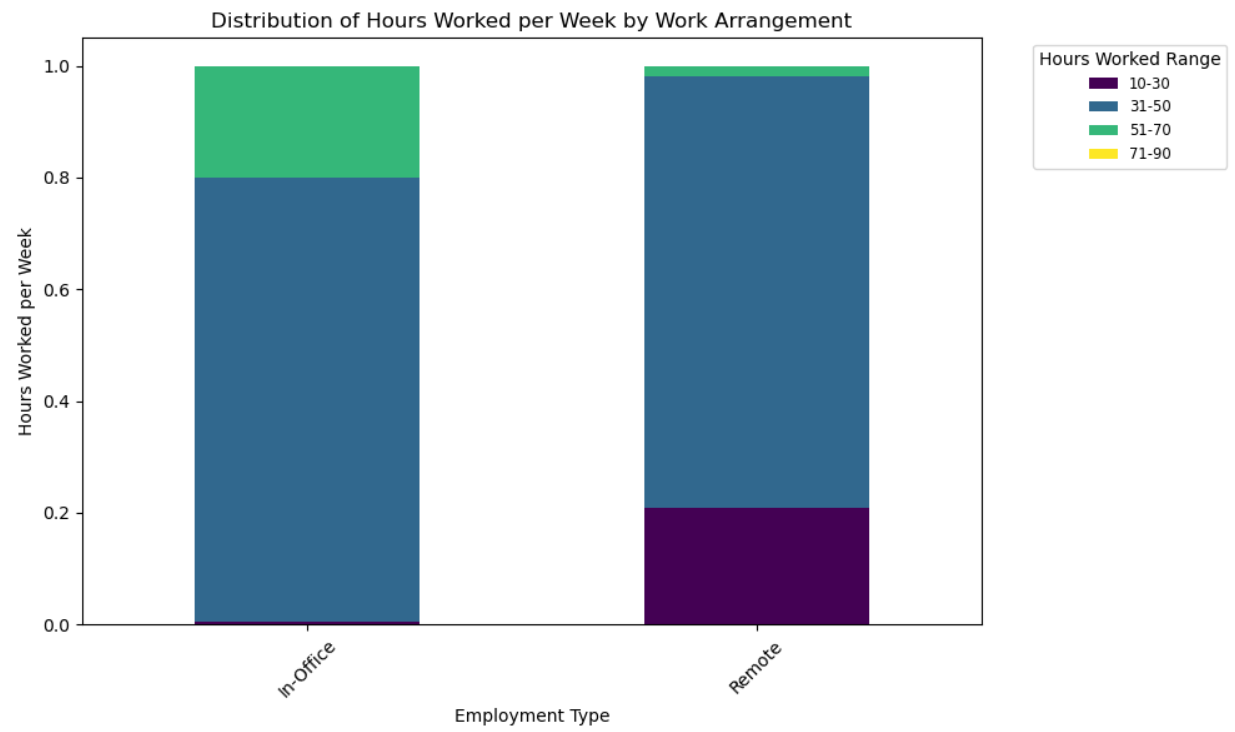 Distribution of Hours Worked per Week by Work Arrangement
Hours Worked Range
10-30
31-50
51-70
71-90
Hours Worked per Week
1.0
0.8
0.6
0.4
0.2
0.0
In-Office
Remote
Employment Type